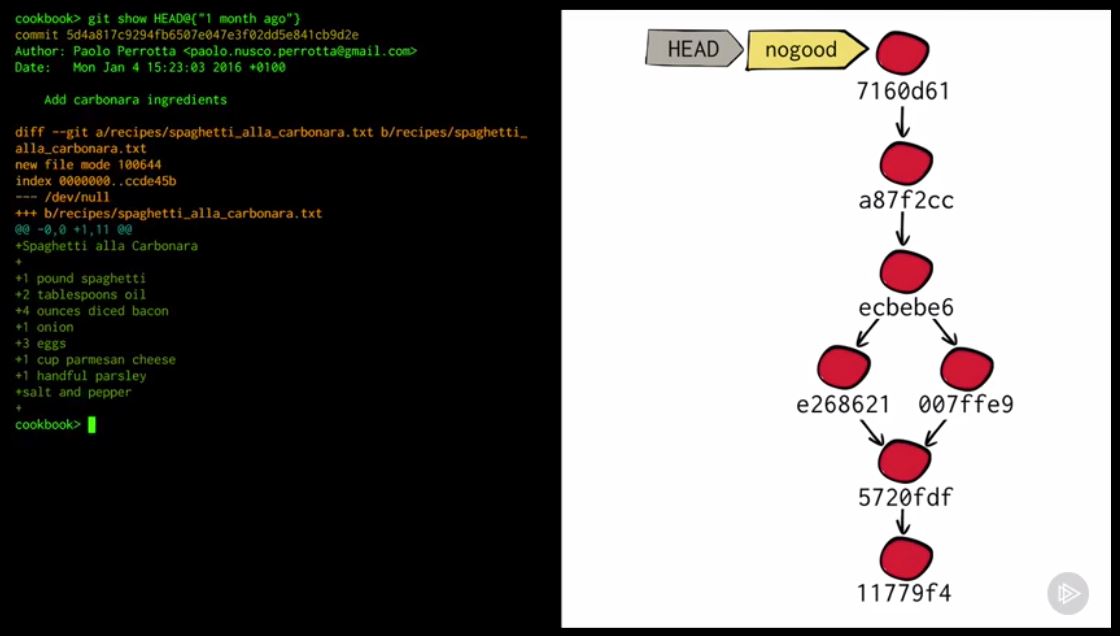 cookbook> git show HEAD@{"1 month ago"}
commit 5d4a817c9294fb6507e047e3f02dd5e841cb9d2e
Author: Paolo Perrotta <paolo.nusco.perrotta@gmail.com>
Date:   Mon Jan 4 15:23:03 2016 +0100
    Add carbonara ingredients
diff --git a/recipes/spaghetti_alla_carbonara.txt b/recipes/spaghetti_
alla_carbonara.txt
new file mode 100644
index 0000000..ccde45b
--- /dev/null
+++ b/recipes/spaghetti_alla_carbonara.txt
@@ -0,0 +1,11 @@
+Spaghetti alla Carbonara
+
+1 pound spaghetti
+2 tablespoons oil
+4 ounces diced bacon
+1 onion
+3 eggs
+1 cup parmesan cheese
+1 handful parsley
+salt and pepper
+
cookbook>
HEAD nogood
7160d61
a87f2cc
ecbebe6
e268621 007ffe9
5720fdf
11779f4